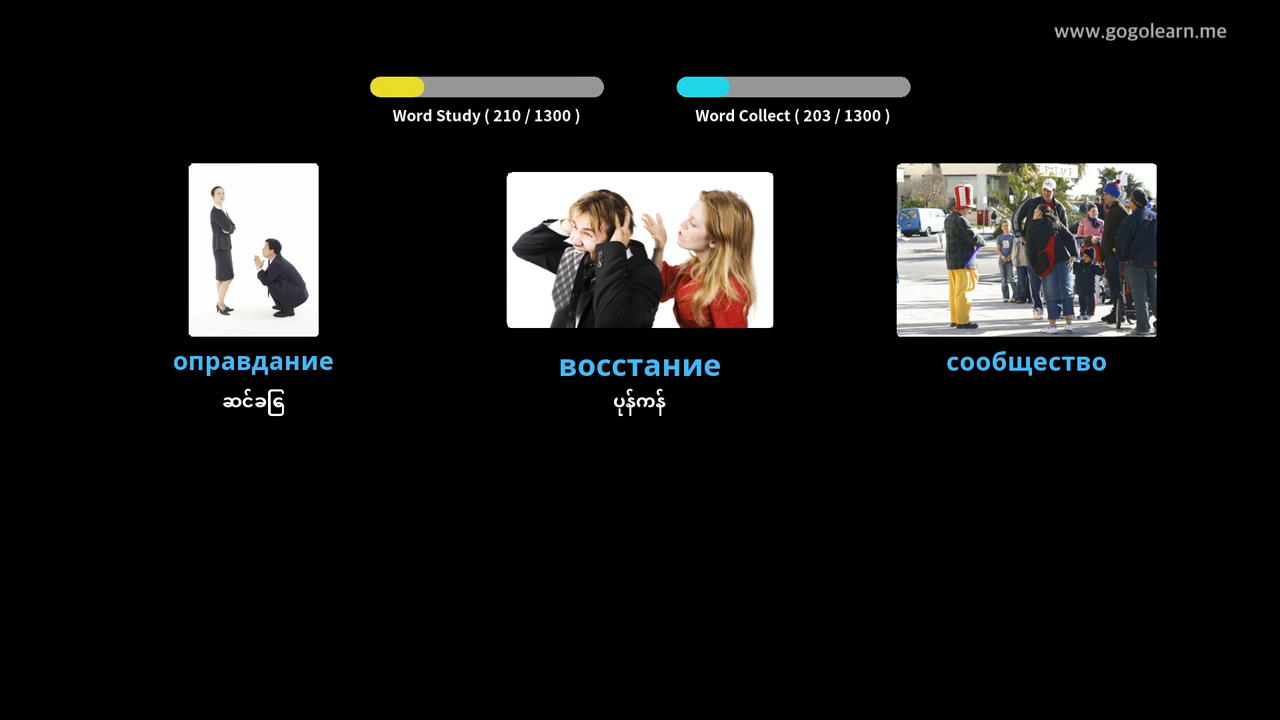 www.gogolearn.me
Word Study ( 210 / 1300 )
Word Collect ( 203 / 1300 )
оправдание
восстание
сообщество
ဆင်ခြေ
ပုန်ကန်